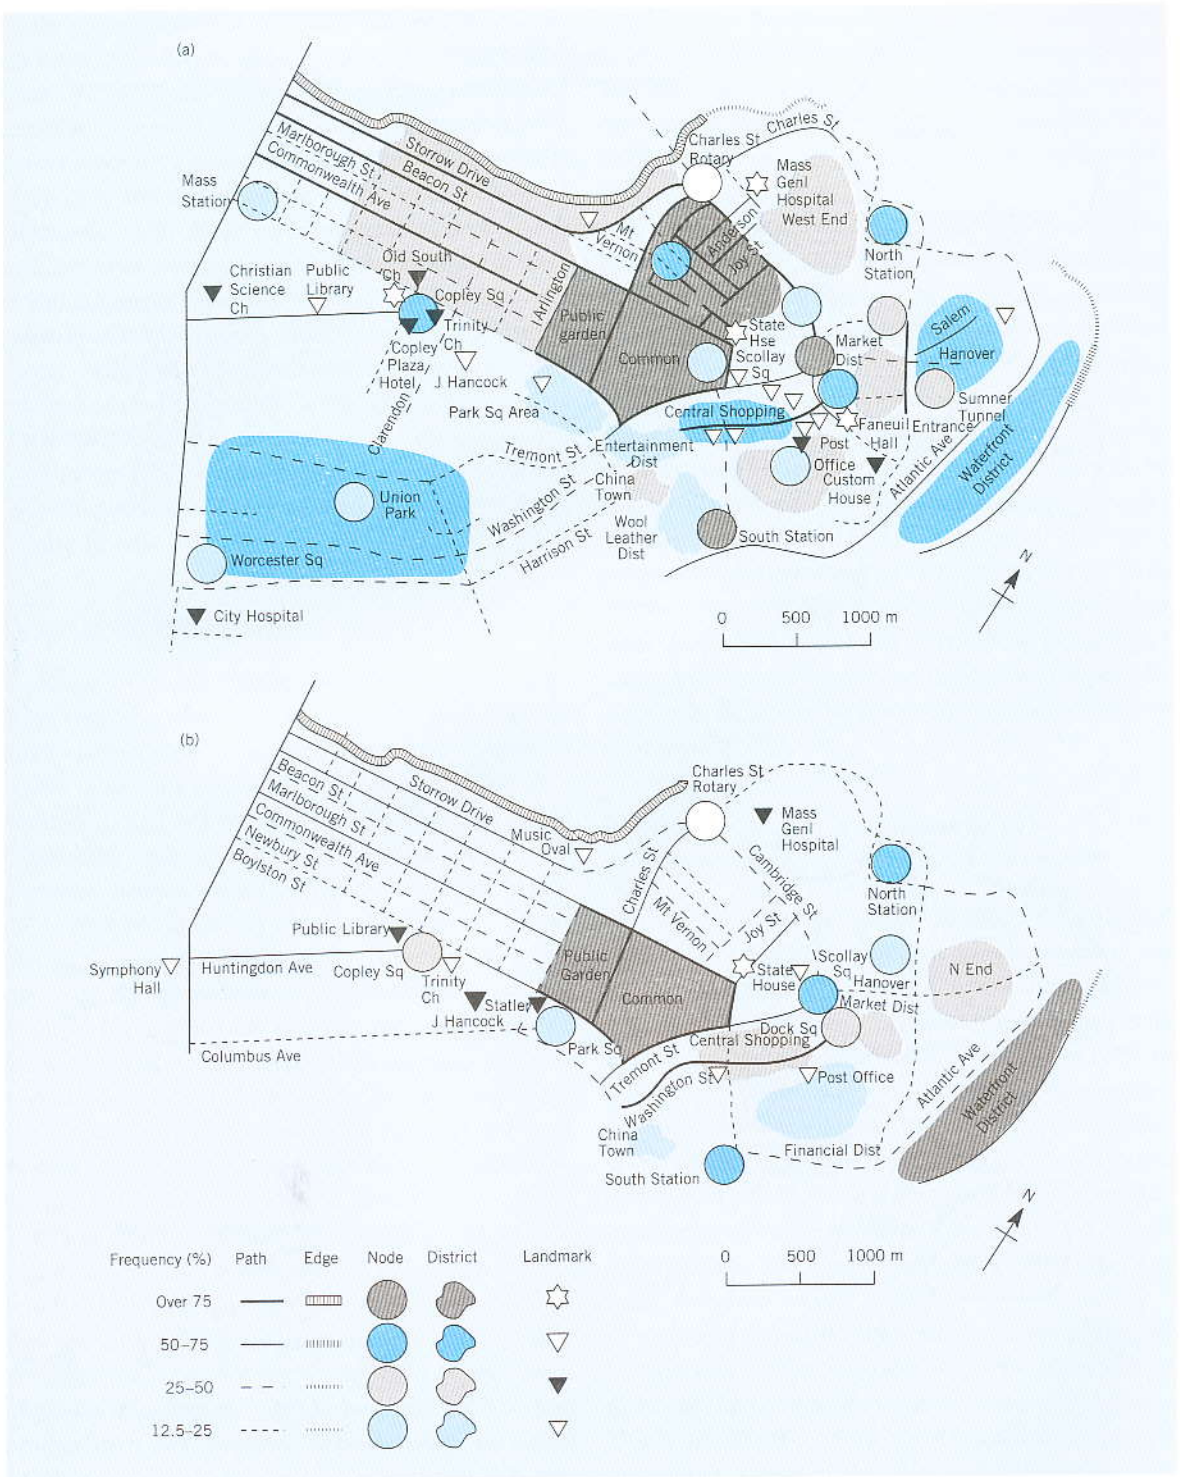 (a)
Charles St
Charles St
Rotary
Storrow Drive
Beacon St
Marlborough St
Commonwealth Ave
Mass
Station
Mass
Genl
Hospital
West End
Mt
Vernon
Anderson
Joy St
North
Station
Old South
Ch
Christian
Science
Ch
Public
Library
Copley Sq
Trinity
Ch
Arlington
Public
garden
Common
State
Hse
Scollay
Sq
Market
Dist
Salem
Hanover
Copley
Plaza
Hotel
J. Hancock
Park Sq Area
Central Shopping
Sumner
Tunnel
Entrance
Faneuil
Hall
Post
Office
Custom
House
Atlantic Ave
Waterfront
District
Clarendon
Tremont St
Entertainment
Dist
China
Town
Washington St
Harrison St
Wool
Leather
Dist
South Station
Union
Park
Worcester Sq
City Hospital
N
0 500 1000 m
(b)
Charles St
Rotary
Storrow Drive
Beacon St
Marlborough St
Commonwealth Ave
Newbury St
Boylston St
Music
Oval
Mass
Genl
Hospital
Charles St
Cambridge St
Mt Vernon
Joy St
North
Station
Public Library
Symphony
Hall
Huntingdon Ave
Copley Sq
Trinity
Ch
Statler
J Hancock
Public
Garden
Common
State
House
Scollay
Sq
Hanover
N End
Market Dist
Dock Sq
Central Shopping
Park Sq
Columbus Ave
Tremont St
Washington St
Post Office
Atlantic Ave
Waterfront
District
China
Town
Financial Dist
South Station
N
0 500 1000 m
Frequency (%) Path Edge Node District Landmark
Over 75
50–75
25–50
12.5–25